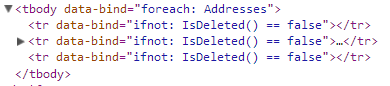 ▼<tbody data-bind="foreach: Addresses">
<tr data-bind="ifnot: IsDeleted() == false"></tr>
▶<tr data-bind="ifnot: IsDeleted() == false">…</tr>
<tr data-bind="ifnot: IsDeleted() == false"></tr>
</tbody>